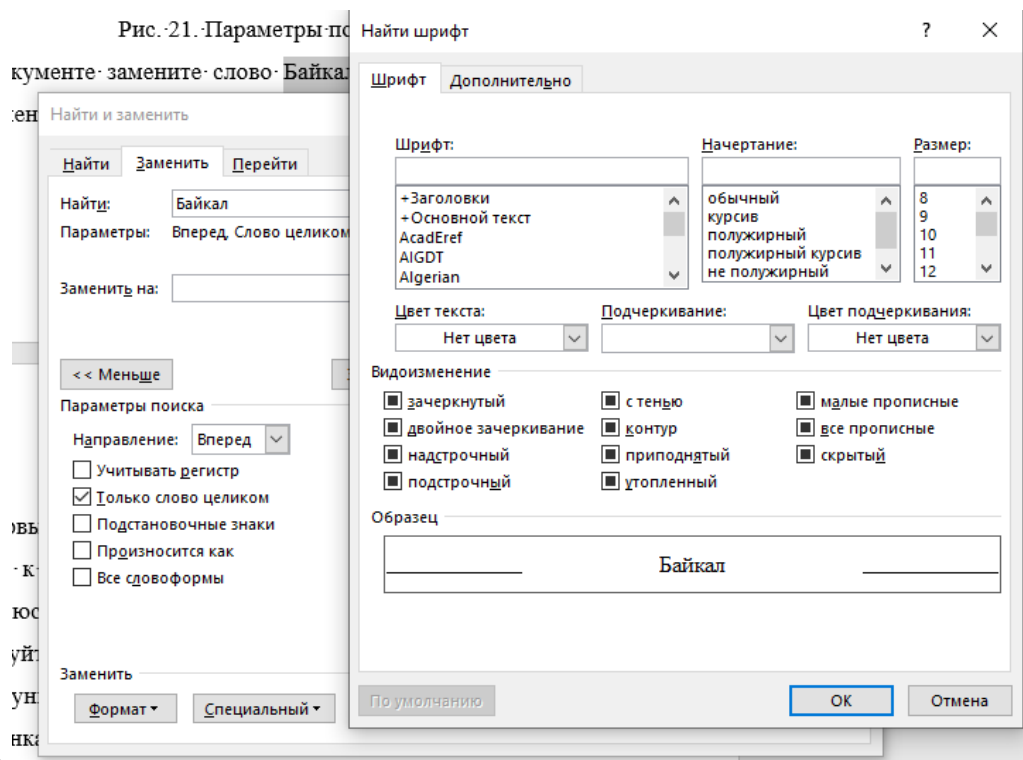 Рис.·21.·Параметры·по
кументе· замените· слово· Байкал
ен
Найти и заменить
Найти
Заменить
Перейти
Найти:
Байкал
Параметры:
Вперед, Слово целиком
Заменить на:
<< Меньше
Параметры поиска
Направление:
Вперед
Учитывать регистр
Только слово целиком
Подстановочные знаки
Произносится как
Все словоформы
Заменить
Формат
Специальный
Найти шрифт
?
Шрифт
Дополнительно
Шрифт:
+Заголовки
+Основной текст
AcadEref
AIGDT
Algerian
Начертание:
обычный
курсив
полужирный
полужирный курсив
не полужирный
Размер:
8
9
10
11
12
Цвет текста:
Нет цвета
Подчеркивание:
Цвет подчеркивания:
Нет цвета
Видоизменение
зачеркнутый
двойное зачеркивание
надстрочный
подстрочный
с тенью
контур
приподнятый
утопленный
малые прописные
все прописные
скрытый
Образец
Байкал
По умолчанию
ОК
Отмена